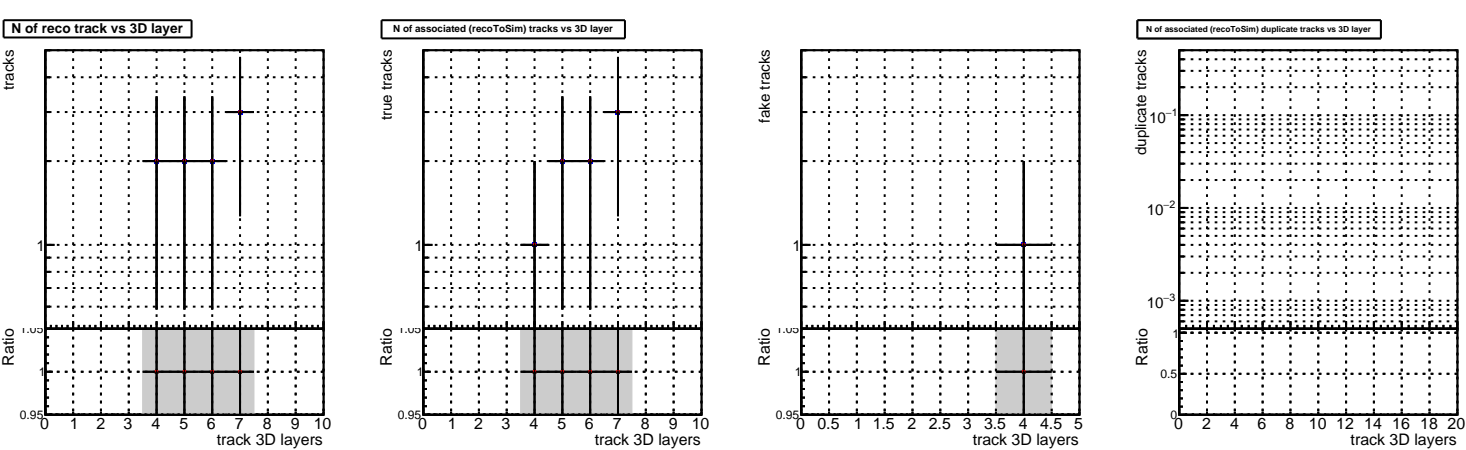 N of reco track vs 3D layer
tracks
1
Ratio
1.05
1
0.95
0 1 2 3 4 5 6 7 8 9 10
track 3D layers
N of associated (recoToSim) tracks vs 3D layer
true tracks
1
Ratio
1.05
1
0.95
0 1 2 3 4 5 6 7 8 9 10
track 3D layers
fake tracks
1
Ratio
1.05
1
0.95
0 0.5 1 1.5 2 2.5 3 3.5 4 4.5 5
track 3D layers
N of associated (recoToSim) duplicate tracks vs 3D layer
duplicate tracks
10⁻¹
10⁻²
10⁻³
Ratio
1
0.5
0
0 2 4 6 8 10 12 14 16 18 20
track 3D layers